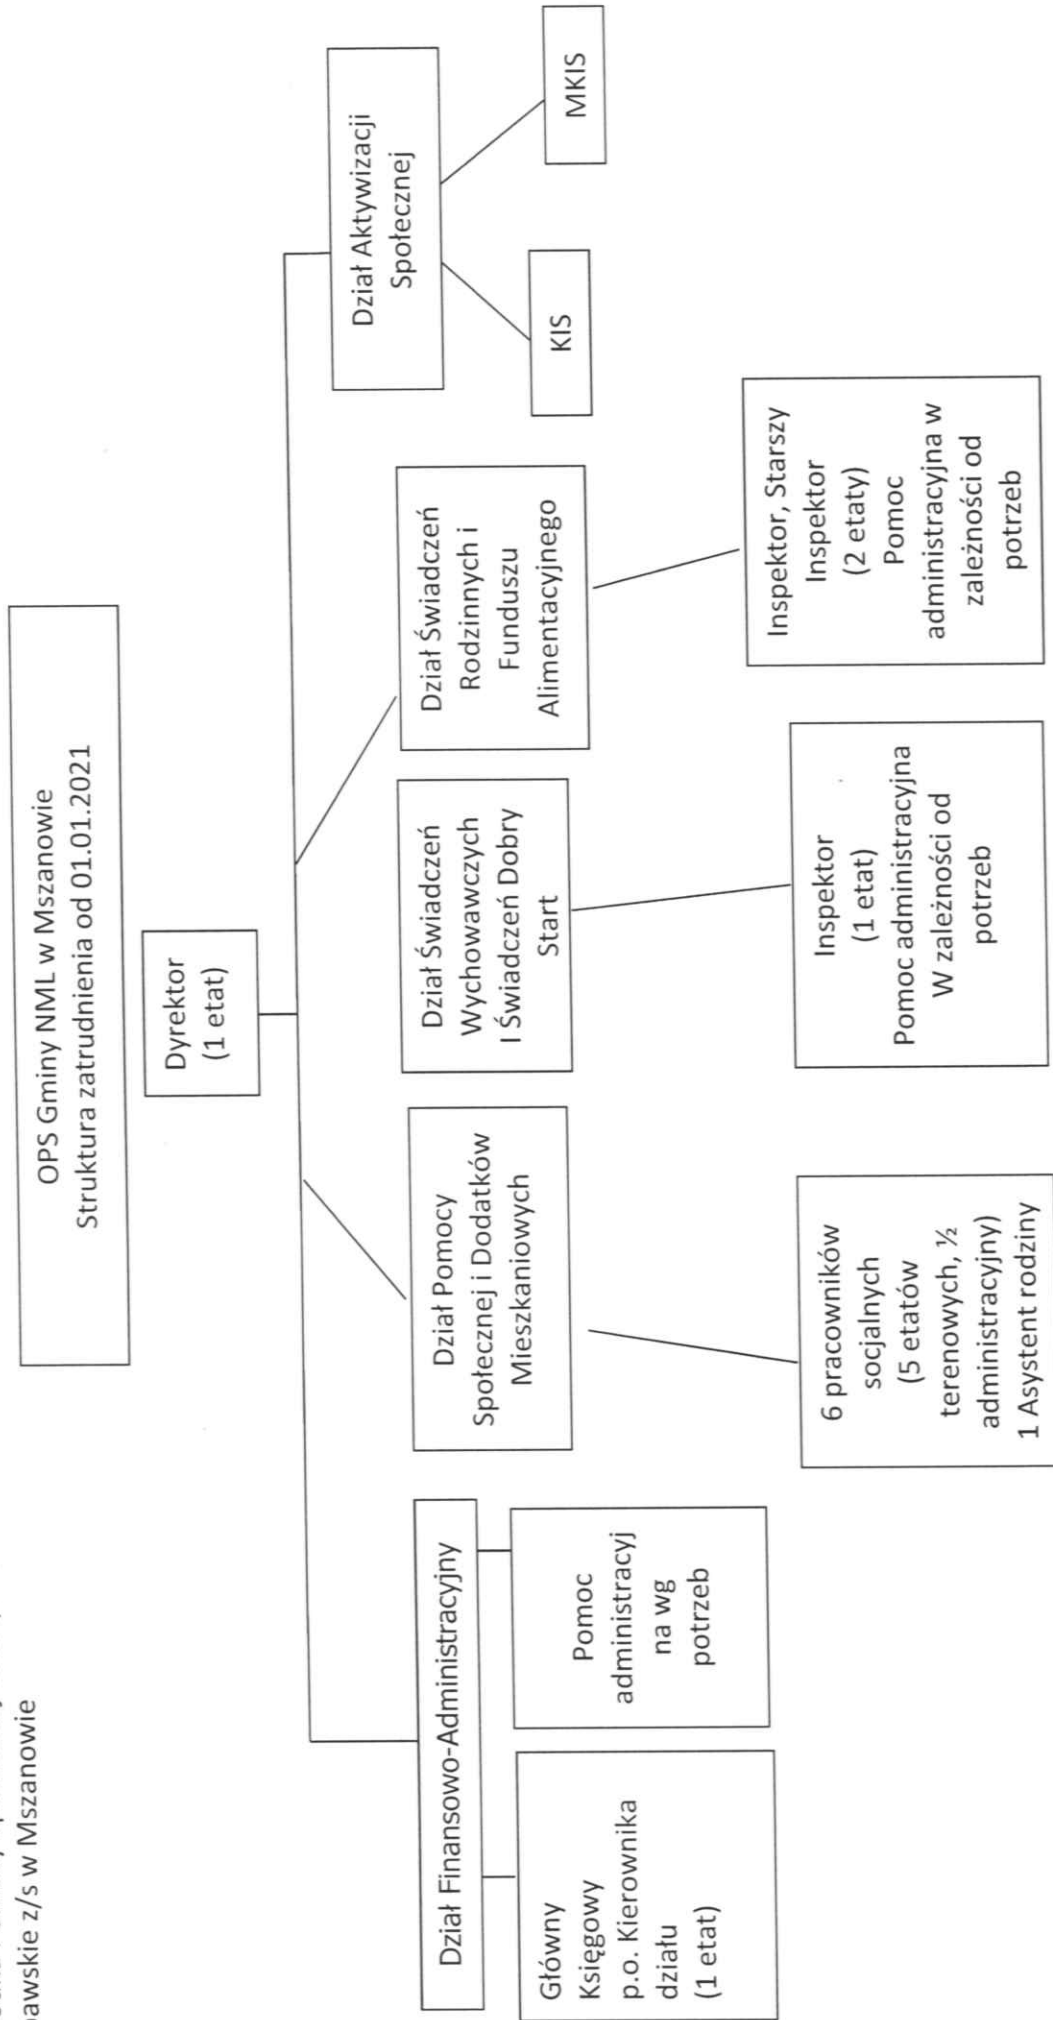 pawskie z/s w Mszanowie
OPS Gminy NML w Mszanowie
Struktura zatrudnienia od 01.01.2021
Dyrektor
(1 etat)
Dział Finansowo-Administracyjny
Główny
Księgowy
p.o. Kierownika
działu
(1 etat)
Pomoc
administracyj
na wg
potrzeb
Dział Pomocy
Społecznej i Dodatków
Mieszkaniowych
6 pracowników
socjalnych
(5 etatów
terenowych, ½
administracyjny)
1 Asystent rodziny
Dział Świadczeń
Wychowawczych
I Świadczeń Dobry
Start
Inspektor
(1 etat)
Pomoc administracyjna
W zależności od
potrzeb
Dział Świadczeń
Rodzinnych i
Funduszu
Alimentacyjnego
Inspektor, Starszy
Inspektor
(2 etaty)
Pomoc
administracyjna w
zależności od
potrzeb
Dział Aktywizacji
Społecznej
KIS
MKIS